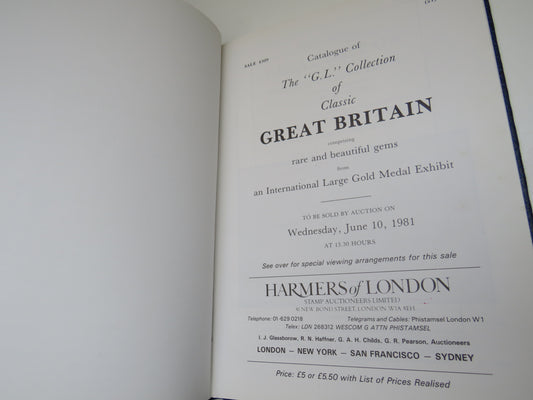 SALE
Catalogue of
The "G.L." Collection
of
Classic
GREAT BRITAIN
comprising
rare and beautiful gems
from
an International Large Gold Medal Exhibit
TO BE SOLD BY AUCTION ON
Wednesday, June 10, 1981
AT 13.30 HOURS
See over for special viewing arrangements for this sale
HARMERS of LONDON
STAMP AUCTIONEERS LIMITED
41 NEW BOND STREET, LONDON W1A 4EH
Telephone: 01-629 0218 Telegrams and Cables: Phistamsel London W1
Telex: LDN 268312 WESCOM G ATTN PHISTAMSEL
I. J. Glassborow, R. N. Haffner, G. A. H. Childs, G. R. Pearson, Auctioneers
LONDON – NEW YORK – SAN FRANCISCO – SYDNEY
Price: £5 or £5.50 with List of Prices Realised